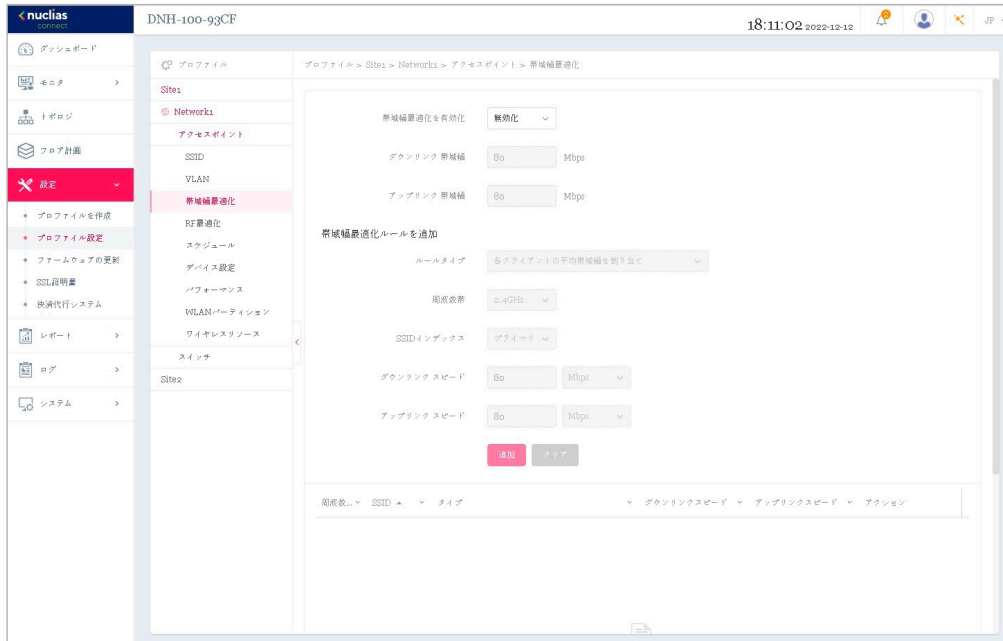 nuclias
connect
DNH-100-93CF
18:11:02 2022-12-12
2
JP
ダッシュボード
モニタ
トポロジ
フロア計画
設定
プロファイルを作成
プロファイル設定
ファームウェアの更新
SSL証明書
決済代行システム
レポート
ログ
システム
プロファイル
Site1
Network1
アクセスポイント
SSID
VLAN
帯域幅最適化
RF最適化
スケジュール
デバイス設定
パフォーマンス
WLANパーティション
ワイヤレスリソース
スイッチ
Site2
プロファイル > Site1 > Network1 > アクセスポイント > 帯域幅最適化
帯域幅最適化を有効化 無効化
ダウンリンク 帯域幅 80 Mbps
アップリンク 帯域幅 80 Mbps
帯域幅最適化ルールを追加
ルールタイプ 各クライアントの平均帯域幅を割り当て
周波数帯 2.4GHz
SSIDインデックス プライマリ
ダウンリンク スピード 80 Mbps
アップリンク スピード 80 Mbps
追加 クリア
周波数... SSID タイプ ダウンリンクスピード アップリンクスピード アクション